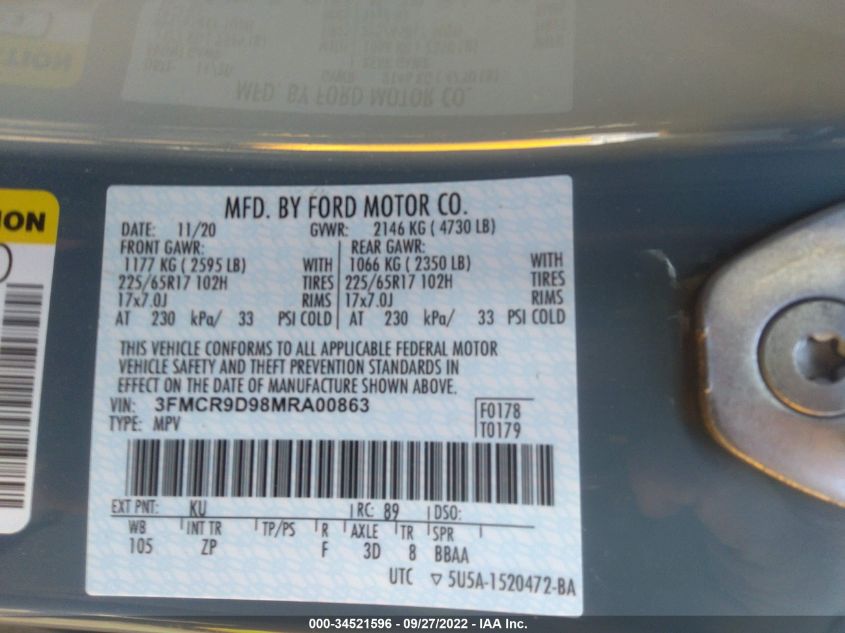 MFD. BY FORD MOTOR CO.
DATE: 11/20 GVWR: 2146 KG ( 4730 LB)
FRONT GAWR: REAR GAWR:
1177 KG ( 2595 LB) WITH 1066 KG ( 2350 LB) WITH
225/65R17 102H TIRES 225/65R17 102H TIRES
17x7.0J RIMS 17x7.0J RIMS
AT 230 kPa/ 33 PSI COLD AT 230 kPa/ 33 PSI COLD
THIS VEHICLE CONFORMS TO ALL APPLICABLE FEDERAL MOTOR
VEHICLE SAFETY AND THEFT PREVENTION STANDARDS IN
EFFECT ON THE DATE OF MANUFACTURE SHOWN ABOVE.
VIN: 3FMCR9D98MRA00863 F0178
TYPE: MPV T0179
EXT PNT: KU RC: 89 DSO:
WB INT TR TP/PS R AXLE TR SPR
105 ZP F 3D 8 BBAA
UTC ▽ 5U5A-1520472-BA
000-34521596 - 09/27/2022 - IAA Inc.